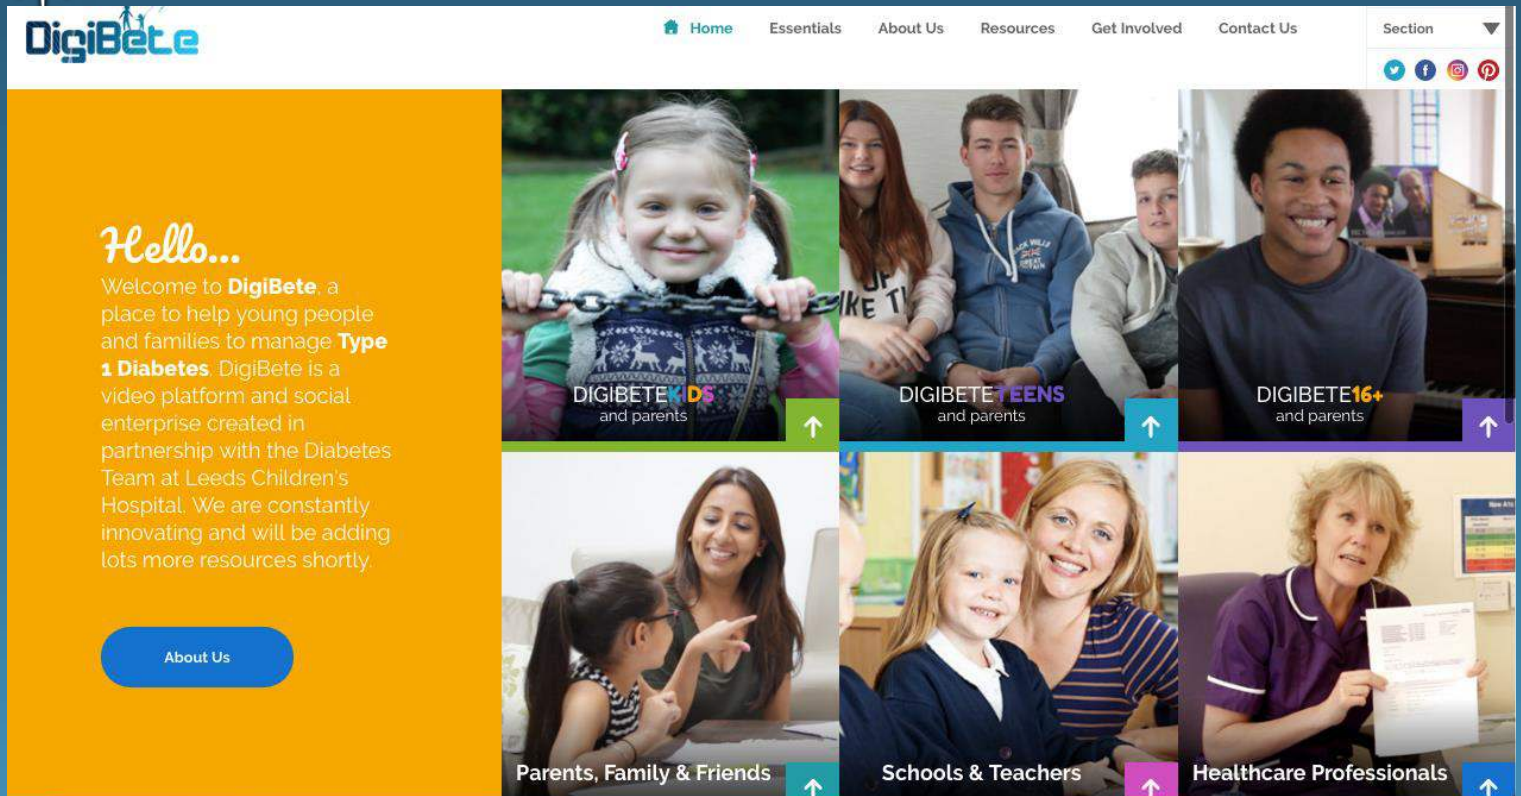 DigiBete
Home Essentials About Us Resources Get Involved Contact Us Section
Hello...
Welcome to DigiBete, a
place to help young people
and families to manage Type
1 Diabetes. DigiBete is a
video platform and social
enterprise created in
partnership with the Diabetes
Team at Leeds Children's
Hospital. We are constantly
innovating and will be adding
lots more resources shortly.
About Us
DIGIBETEKIDS
and parents
DIGIBETETEENS
and parents
DIGIBETE16+
and parents
Parents, Family & Friends
Schools & Teachers
Healthcare Professionals